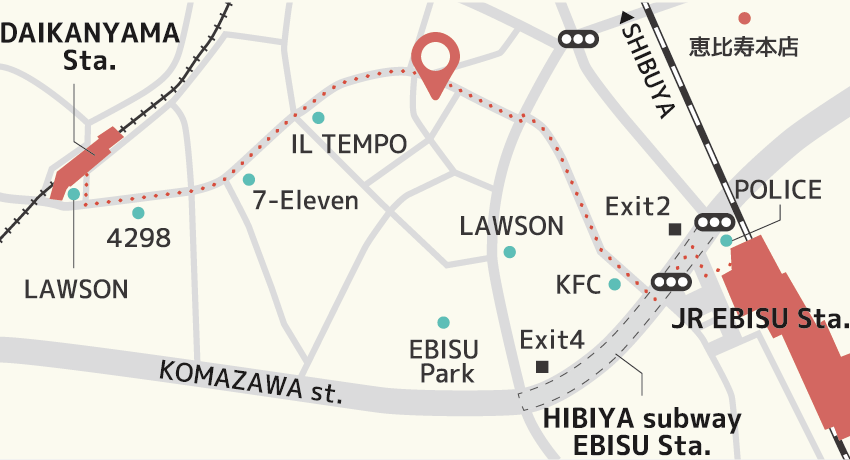 DAIKANYAMA
Sta.
▲SHIBUYA
恵比寿本店
IL TEMPO
7-Eleven
POLICE
Exit2
4298
LAWSON
LAWSON
KFC
JR EBISU Sta.
EBISU
Park
Exit4
KOMAZAWA st.
HIBIYA subway
EBISU Sta.